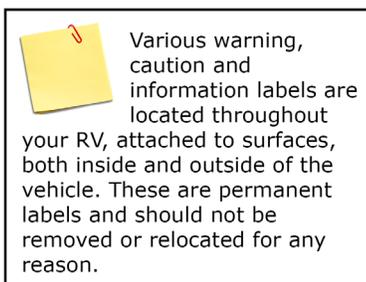 Various warning,
caution and
information labels are
located throughout
your RV, attached to surfaces,
both inside and outside of the
vehicle. These are permanent
labels and should not be
removed or relocated for any
reason.